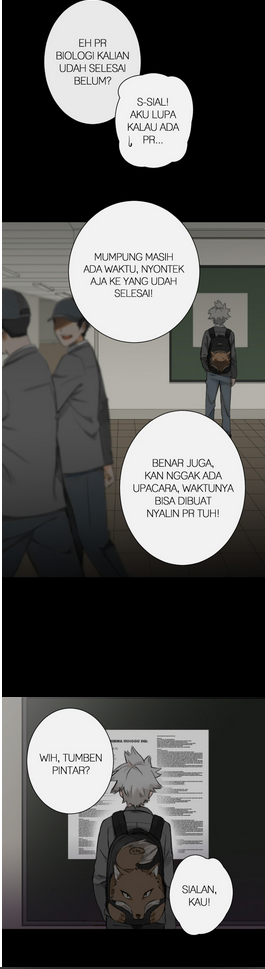 EH PR
BIOLOGI KALIAN
UDAH SELESAI
BELUM?
S-SIAL!
AKU LUPA
KALAU ADA
PR...
MUMPUNG MASIH
ADA WAKTU, NYONTEK
AJA KE YANG UDAH
SELESAI!
BENAR JUGA,
KAN NGGAK ADA
UPACARA, WAKTUNYA
BISA DIBUAT
NYALIN PR TUH!
WIH, TUMBEN
PINTAR?
SIALAN,
KAU!